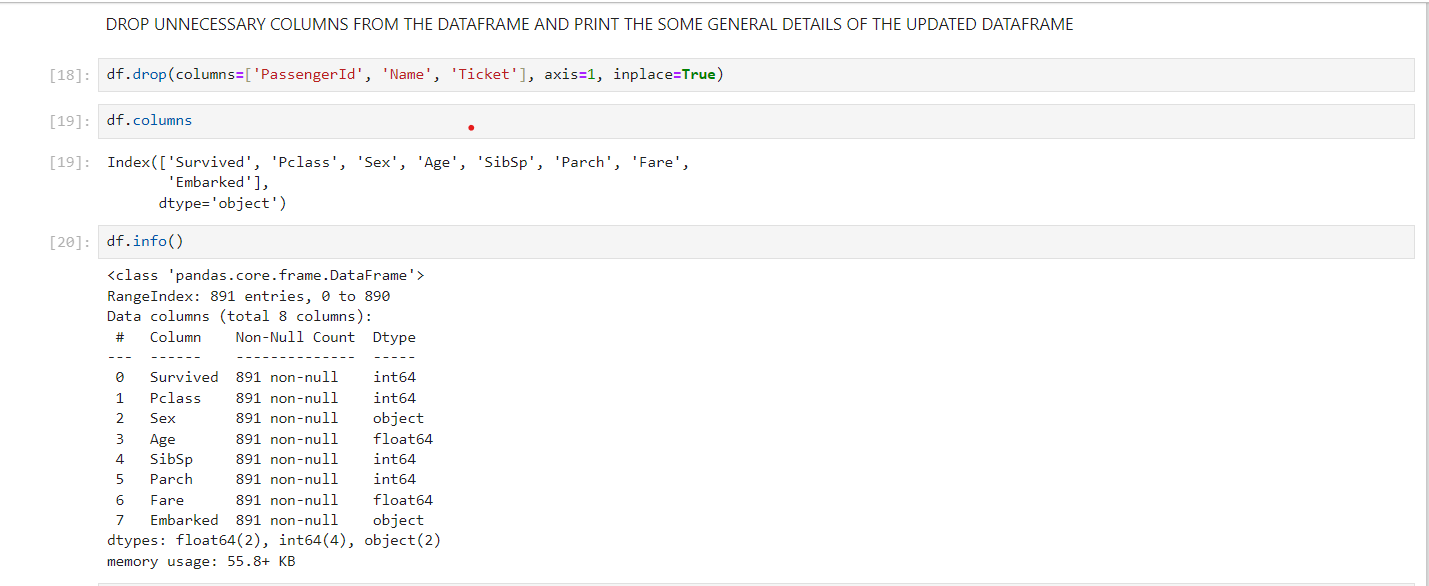 DROP UNNECESSARY COLUMNS FROM THE DATAFRAME AND PRINT THE SOME GENERAL DETAILS OF THE UPDATED DATAFRAME
[18]: df.drop(columns=['PassengerId', 'Name', 'Ticket'], axis=1, inplace=True)
[19]: df.columns
[19]: Index(['Survived', 'Pclass', 'Sex', 'Age', 'SibSp', 'Parch', 'Fare',
       'Embarked'],
      dtype='object')
[20]: df.info()
<class 'pandas.core.frame.DataFrame'>
RangeIndex: 891 entries, 0 to 890
Data columns (total 8 columns):
 #   Column    Non-Null Count  Dtype
---  ------    --------------  -----
 0   Survived  891 non-null    int64
 1   Pclass    891 non-null    int64
 2   Sex       891 non-null    object
 3   Age       891 non-null    float64
 4   SibSp     891 non-null    int64
 5   Parch     891 non-null    int64
 6   Fare      891 non-null    float64
 7   Embarked  891 non-null    object
dtypes: float64(2), int64(4), object(2)
memory usage: 55.8+ KB